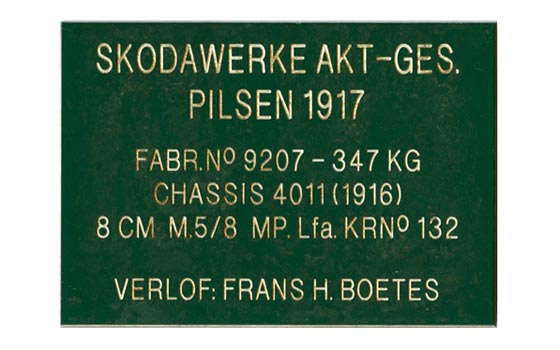 SKODAWERKE AKT-GES.
PILSEN 1917
FABR.Nº 9207 - 347 KG
CHASSIS 4011 (1916)
8 CM M.5/8 MP. Lfa. KRNº 132
VERLOF: FRANS H. BOETES